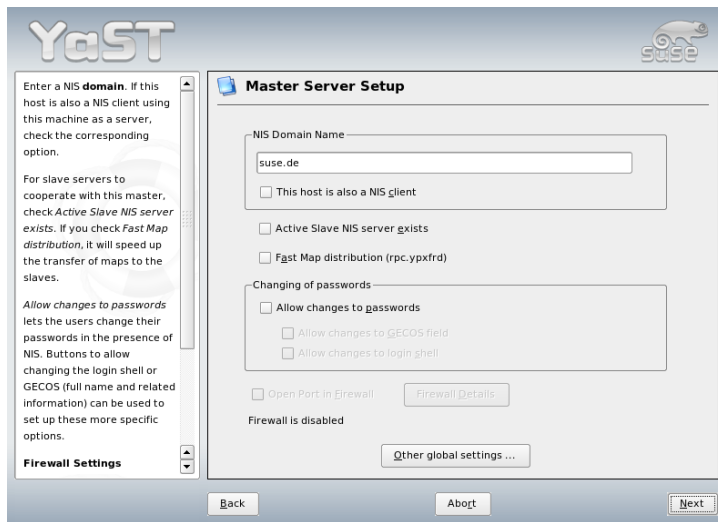 YaST
suse
Enter a NIS domain. If this
host is also a NIS client using
this machine as a server,
check the corresponding
option.
For slave servers to
cooperate with this master,
check Active Slave NIS server
exists. If you check Fast Map
distribution, it will speed up
the transfer of maps to the
slaves.
Allow changes to passwords
lets the users change their
passwords in the presence of
NIS. Buttons to allow
changing the login shell or
GECOS (full name and related
information) can be used to
set up these more specific
options.
Firewall Settings
Master Server Setup
NIS Domain Name
suse.de
This host is also a NIS client
Active Slave NIS server exists
Fast Map distribution (rpc.ypxfrd)
Changing of passwords
Allow changes to passwords
Allow changes to GECOS field
Allow changes to login shell
Open Port in Firewall
Firewall Details
Firewall is disabled
Other global settings ...
Back
Abort
Next